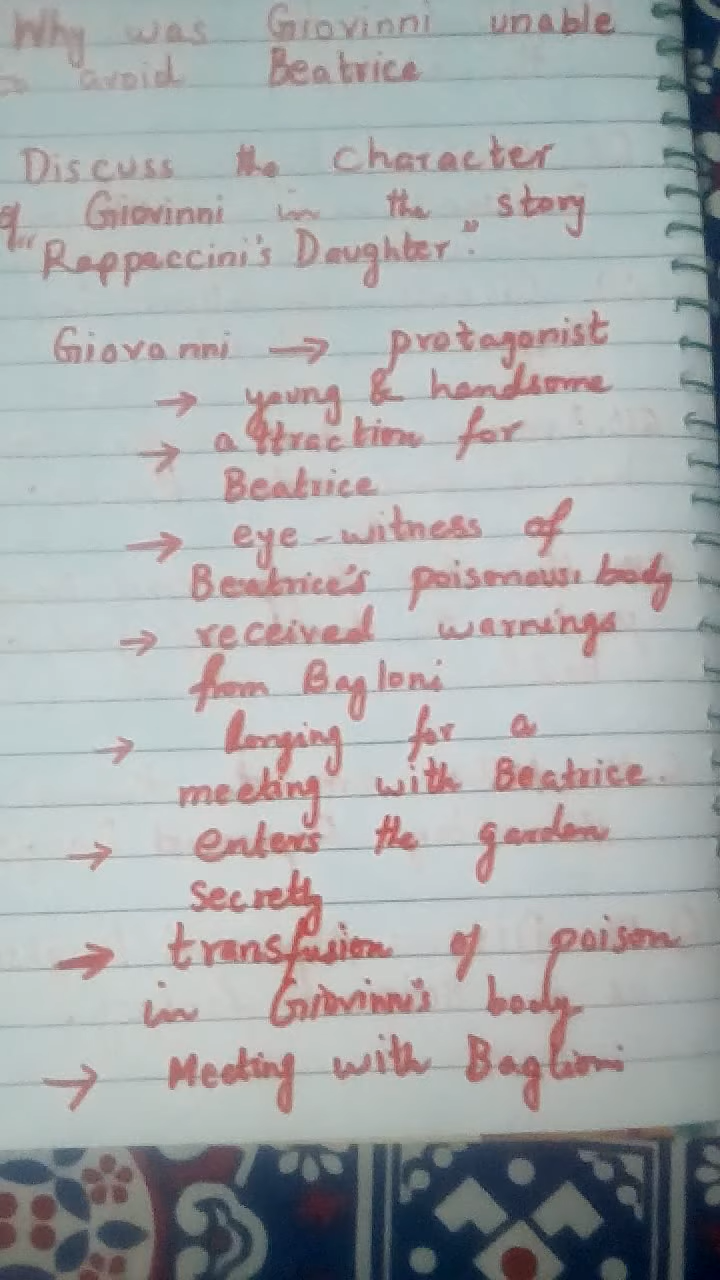 Why was Giovinni unable
to avoid Beatrice
Discuss the character
of Giovinni in the story
"Rappaccini's Daughter".
Giovanni → protagonist
→ young & handsome
→ attraction for
Beatrice
→ eye-witness of
Beatrice's poisonous body
→ received warnings
from Bagloni
→ longing for a
meeting with Beatrice.
→ enters the garden
secretly
→ transfusion of poison
in Giovinni's body
→ Meeting with Baglioni